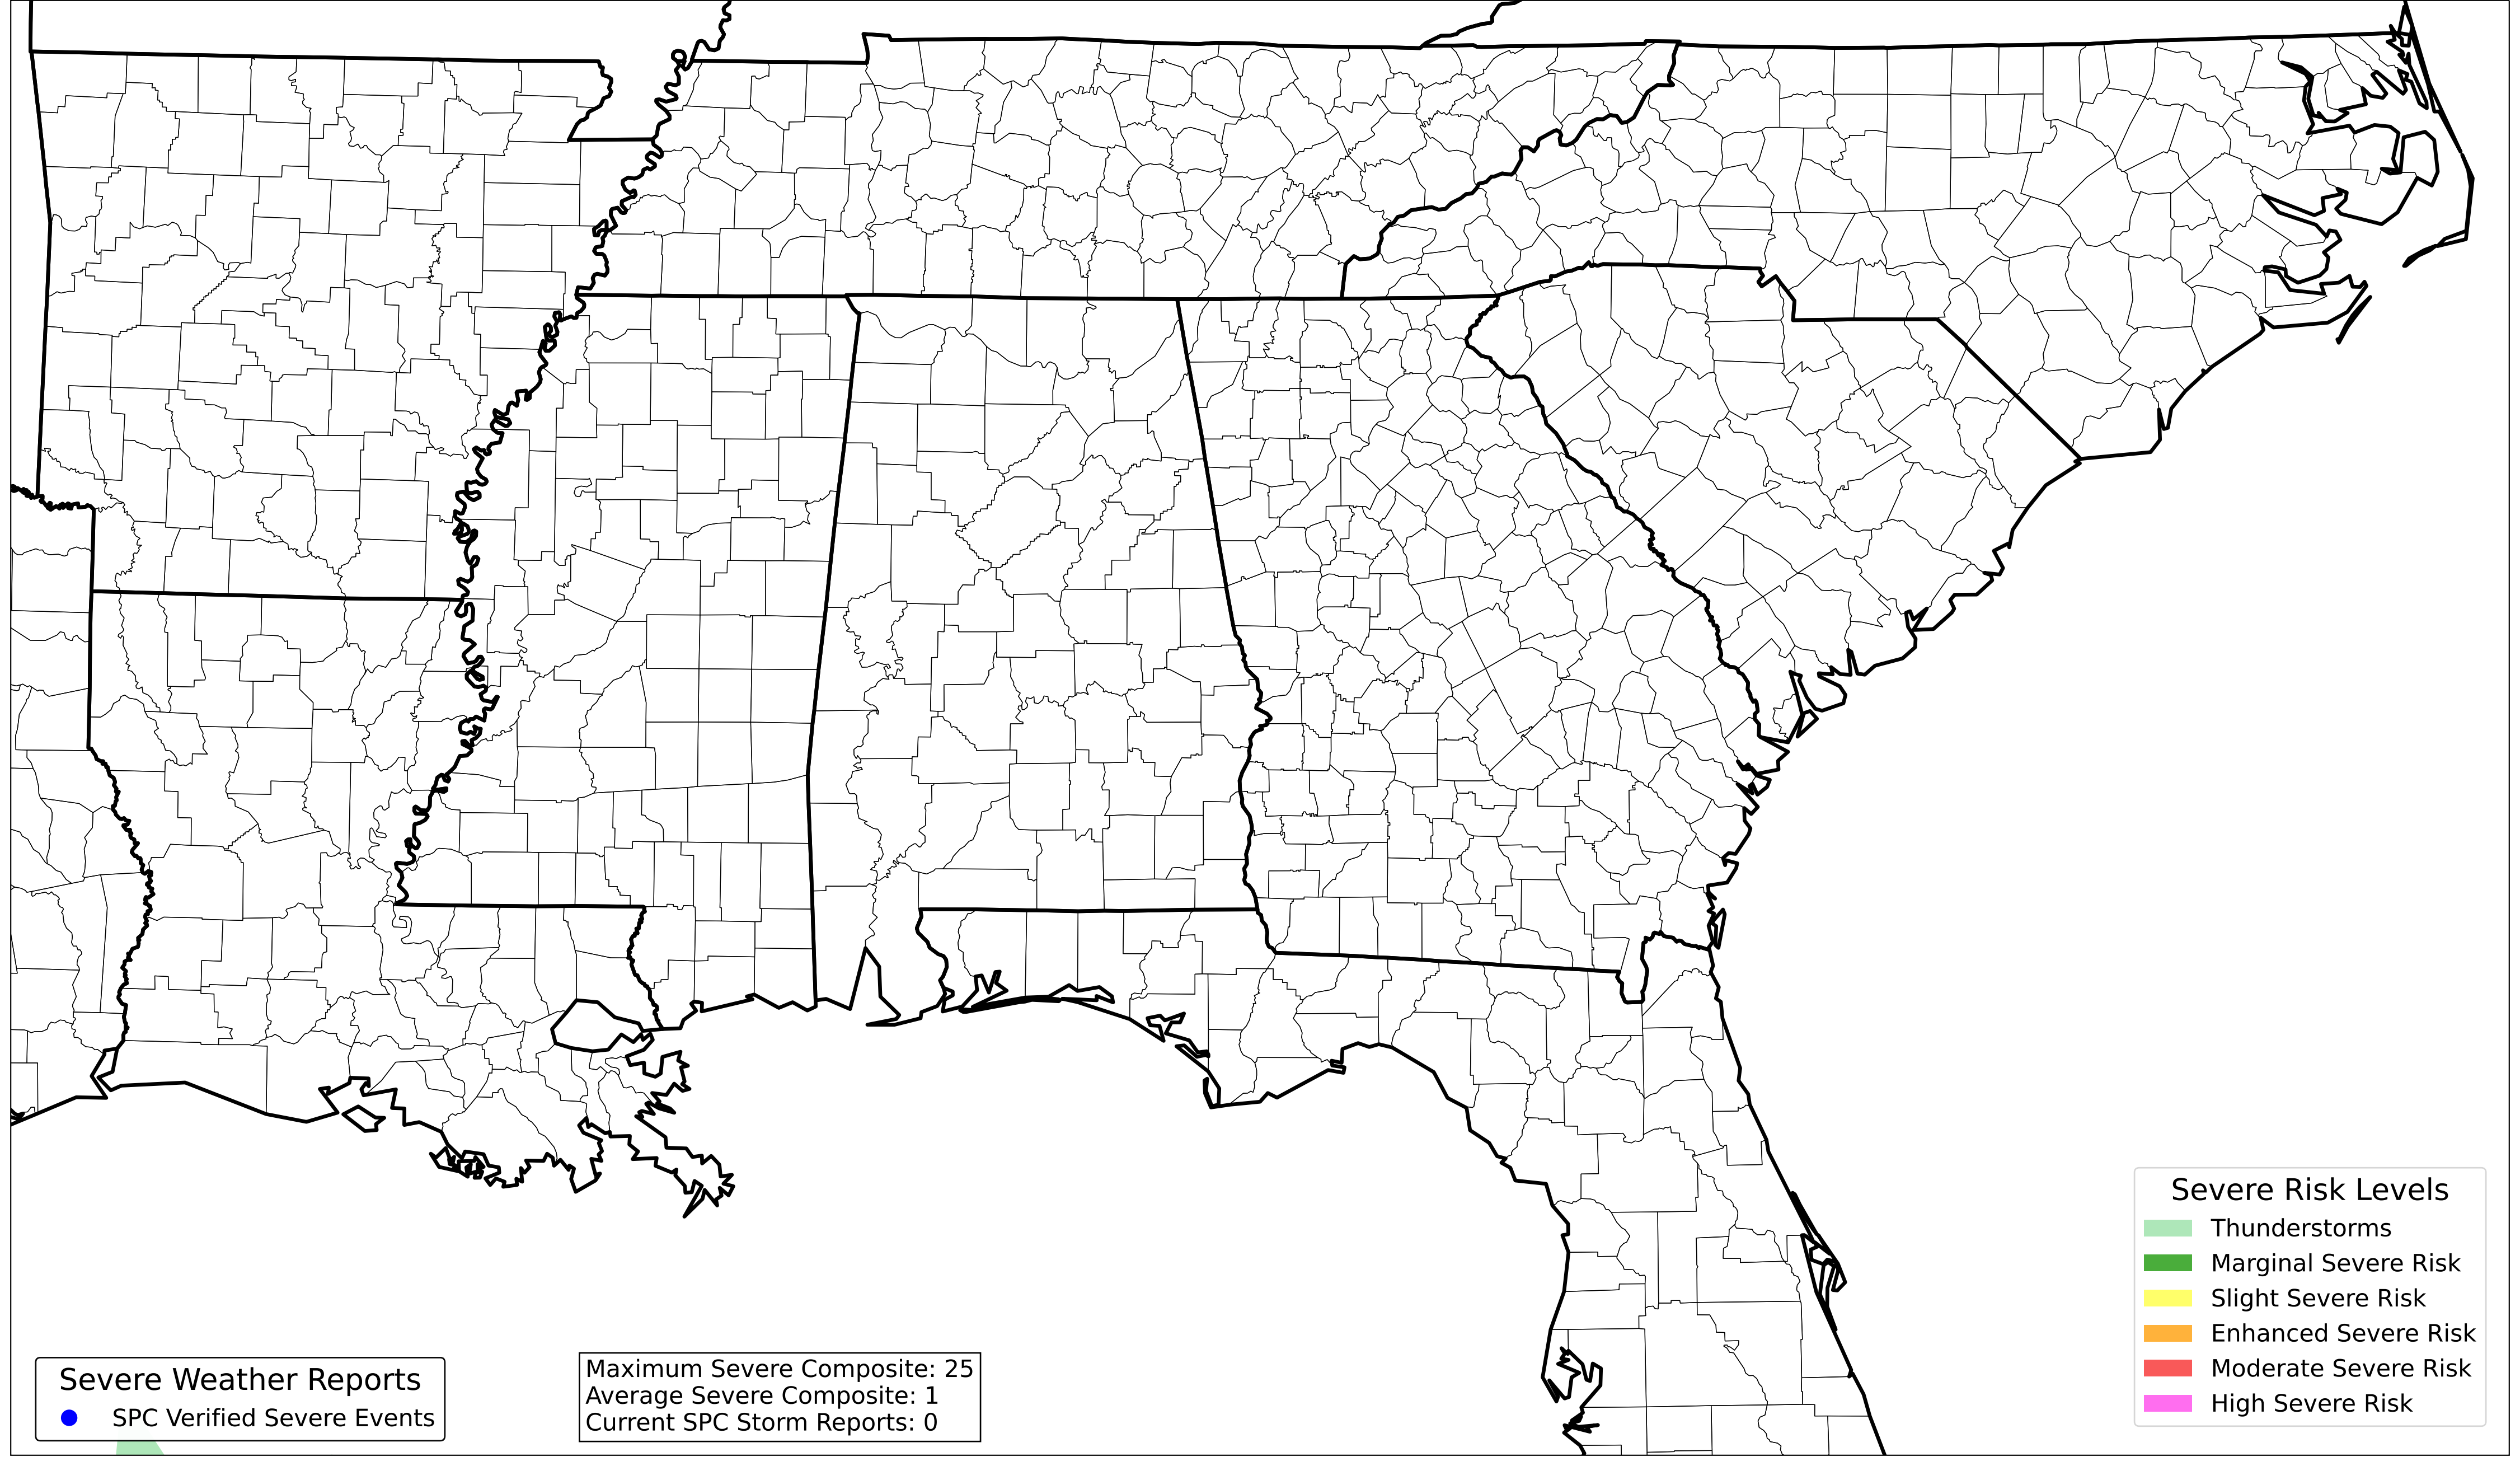 Severe Risk Levels
Thunderstorms
Marginal Severe Risk
Slight Severe Risk
Enhanced Severe Risk
Moderate Severe Risk
High Severe Risk
Severe Weather Reports
SPC Verified Severe Events
Maximum Severe Composite: 25
Average Severe Composite: 1
Current SPC Storm Reports: 0